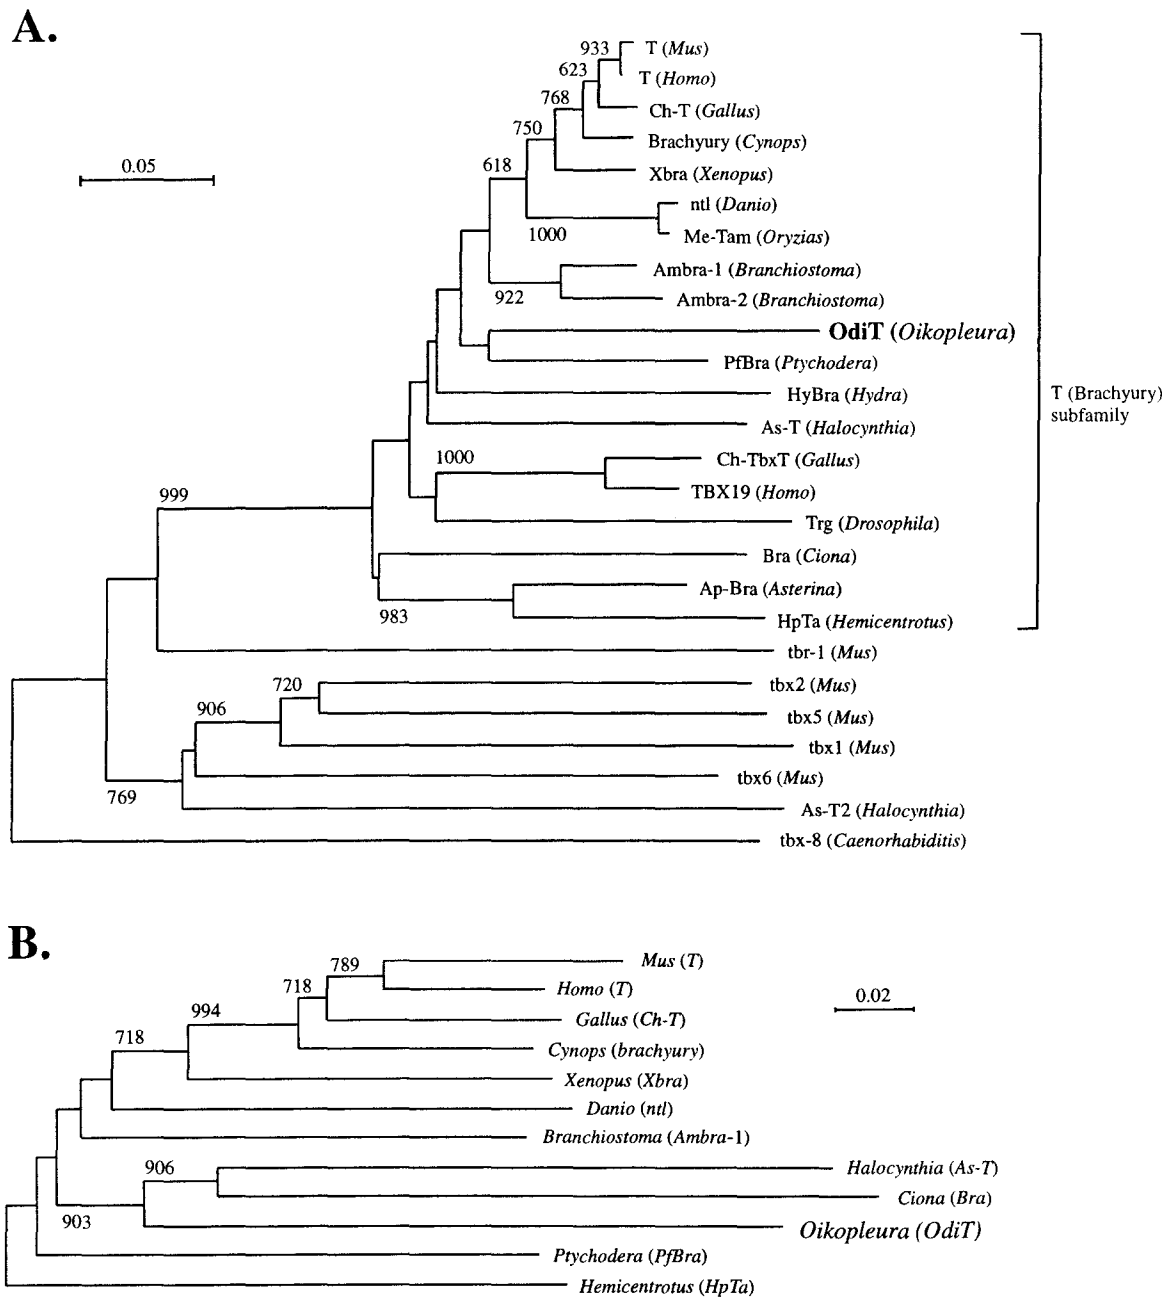 A.
933
T (Mus)
T (Homo)
623
768
Ch-T (Gallus)
750
Brachyury (Cynops)
618
Xbra (Xenopus)
0.05
ntl (Danio)
1000
Me-Tam (Oryzias)
Ambra-1 (Branchiostoma)
922
Ambra-2 (Branchiostoma)
OdiT (Oikopleura)
PfBra (Ptychodera)
HyBra (Hydra)
T (Brachyury)
subfamily
As-T (Halocynthia)
1000
Ch-TbxT (Gallus)
TBX19 (Homo)
999
Trg (Drosophila)
Bra (Ciona)
Ap-Bra (Asterina)
983
HpTa (Hemicentrotus)
tbr-1 (Mus)
720
tbx2 (Mus)
906
tbx5 (Mus)
tbx1 (Mus)
tbx6 (Mus)
769
As-T2 (Halocynthia)
tbx-8 (Caenorhabiditis)
B.
789
Mus (T)
718
Homo (T)
0.02
994
Gallus (Ch-T)
718
Cynops (brachyury)
Xenopus (Xbra)
Danio (ntl)
Branchiostoma (Ambra-1)
906
Halocynthia (As-T)
Ciona (Bra)
903
Oikopleura (OdiT)
Ptychodera (PfBra)
Hemicentrotus (HpTa)